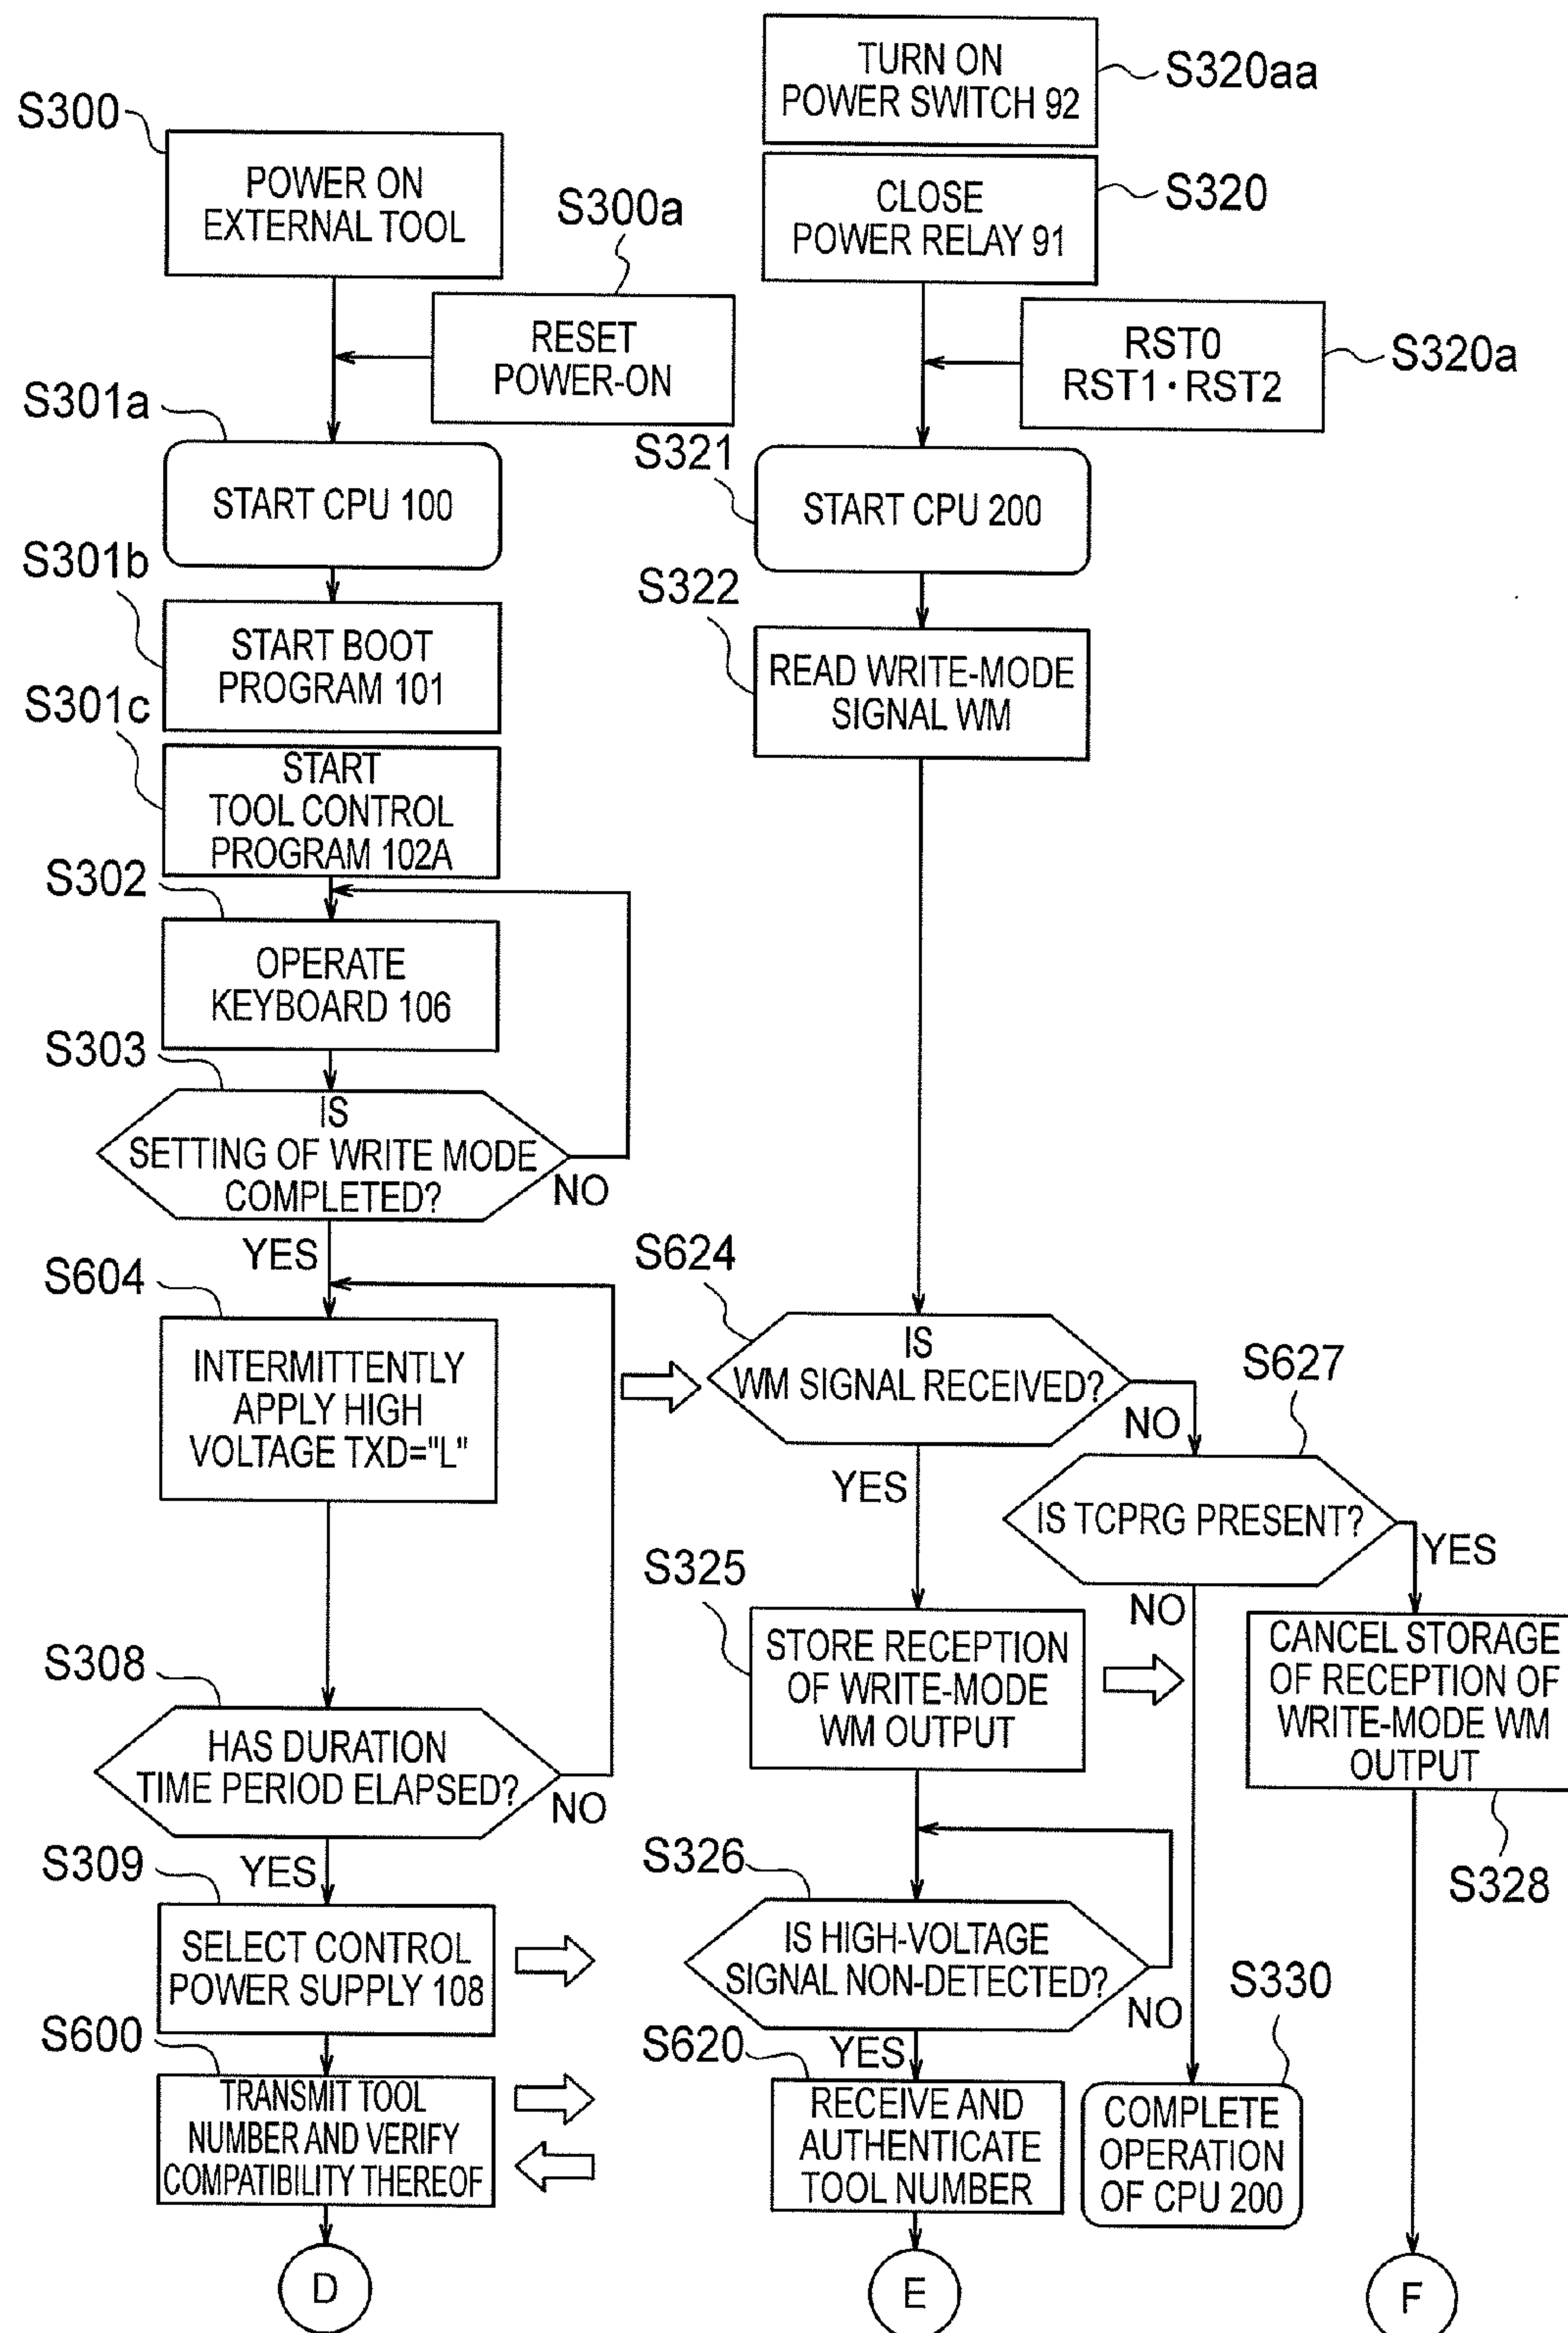 S300
POWER ON
EXTERNAL TOOL
S300a
RESET
POWER-ON
S301a
START CPU 100
S301b
START BOOT
PROGRAM 101
S301c
START
TOOL CONTROL
PROGRAM 102A
S302
OPERATE
KEYBOARD 106
S303
IS
SETTING OF WRITE MODE
COMPLETED?
NO
YES
S604
INTERMITTENTLY
APPLY HIGH
VOLTAGE TXD="L"
S308
HAS DURATION
TIME PERIOD ELAPSED?
NO
YES
S309
SELECT CONTROL
POWER SUPPLY 108
S600
TRANSMIT TOOL
NUMBER AND VERIFY
COMPATIBILITY THEREOF
D
TURN ON
POWER SWITCH 92
S320aa
CLOSE
POWER RELAY 91
S320
RST0
RST1・RST2
S320a
S321
START CPU 200
S322
READ WRITE-MODE
SIGNAL WM
S624
IS
WM SIGNAL RECEIVED?
NO
YES
S627
IS TCPRG PRESENT?
YES
NO
S325
STORE RECEPTION
OF WRITE-MODE
WM OUTPUT
CANCEL STORAGE
OF RECEPTION OF
WRITE-MODE WM
OUTPUT
S328
S326
IS HIGH-VOLTAGE
SIGNAL NON-DETECTED?
NO
YES
S620
RECEIVE AND
AUTHENTICATE
TOOL NUMBER
S330
COMPLETE
OPERATION
OF CPU 200
E
F